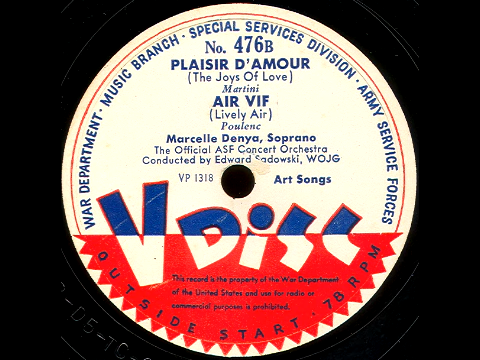 WAR DEPARTMENT · MUSIC BRANCH · SPECIAL SERVICES DIVISION · ARMY SERVICE FORCES
No. 476B
PLAISIR D'AMOUR
(The Joys Of Love)
Martini
AIR VIF
(Lively Air)
Poulenc
Marcelle Denya, Soprano
The Official ASF Concert Orchestra
Conducted by Edward Sadowski, WOJG
VP 1318 Art Songs
V DISC
This record is the property of the War Department
of the United States and use for radio or
commercial purposes is prohibited.
OUTSIDE START · 78 RPM